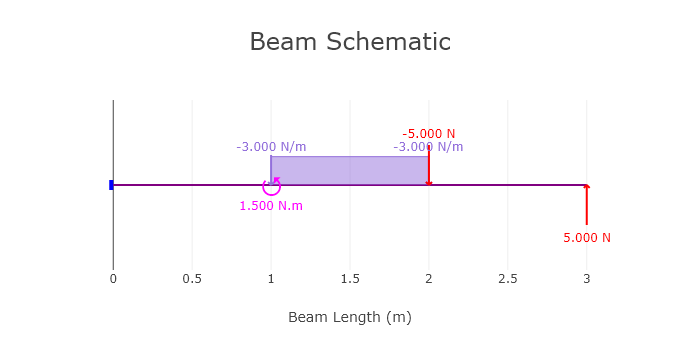 Beam Schematic
-5.000 N
-3.000 N/m
-3.000 N/m
1.500 N.m
5.000 N
0
0.5
1
1.5
2
2.5
3
Beam Length (m)